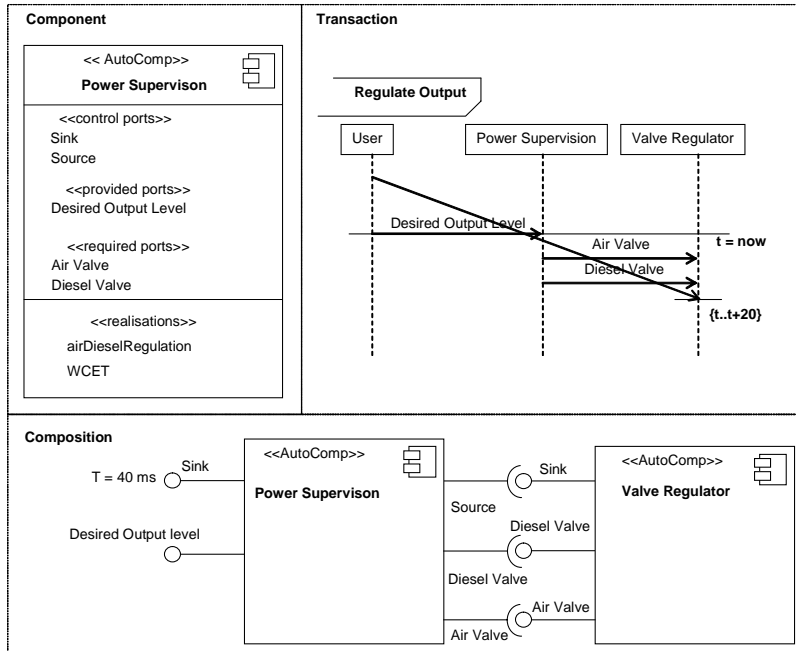 Component
<< AutoComp>>
Power Supervison
<<control ports>>
Sink
Source
<<provided ports>>
Desired Output Level
<<required ports>>
Air Valve
Diesel Valve
<<realisations>>
airDieselRegulation
WCET
Transaction
Regulate Output
User
Power Supervision
Valve Regulator
Desired Output Level
Air Valve
t = now
Diesel Valve
{t..t+20}
Composition
T = 40 ms
Sink
Desired Output level
<<AutoComp>>
Power Supervison
Source
Sink
Diesel Valve
Diesel Valve
Air Valve
Air Valve
<<AutoComp>>
Valve Regulator